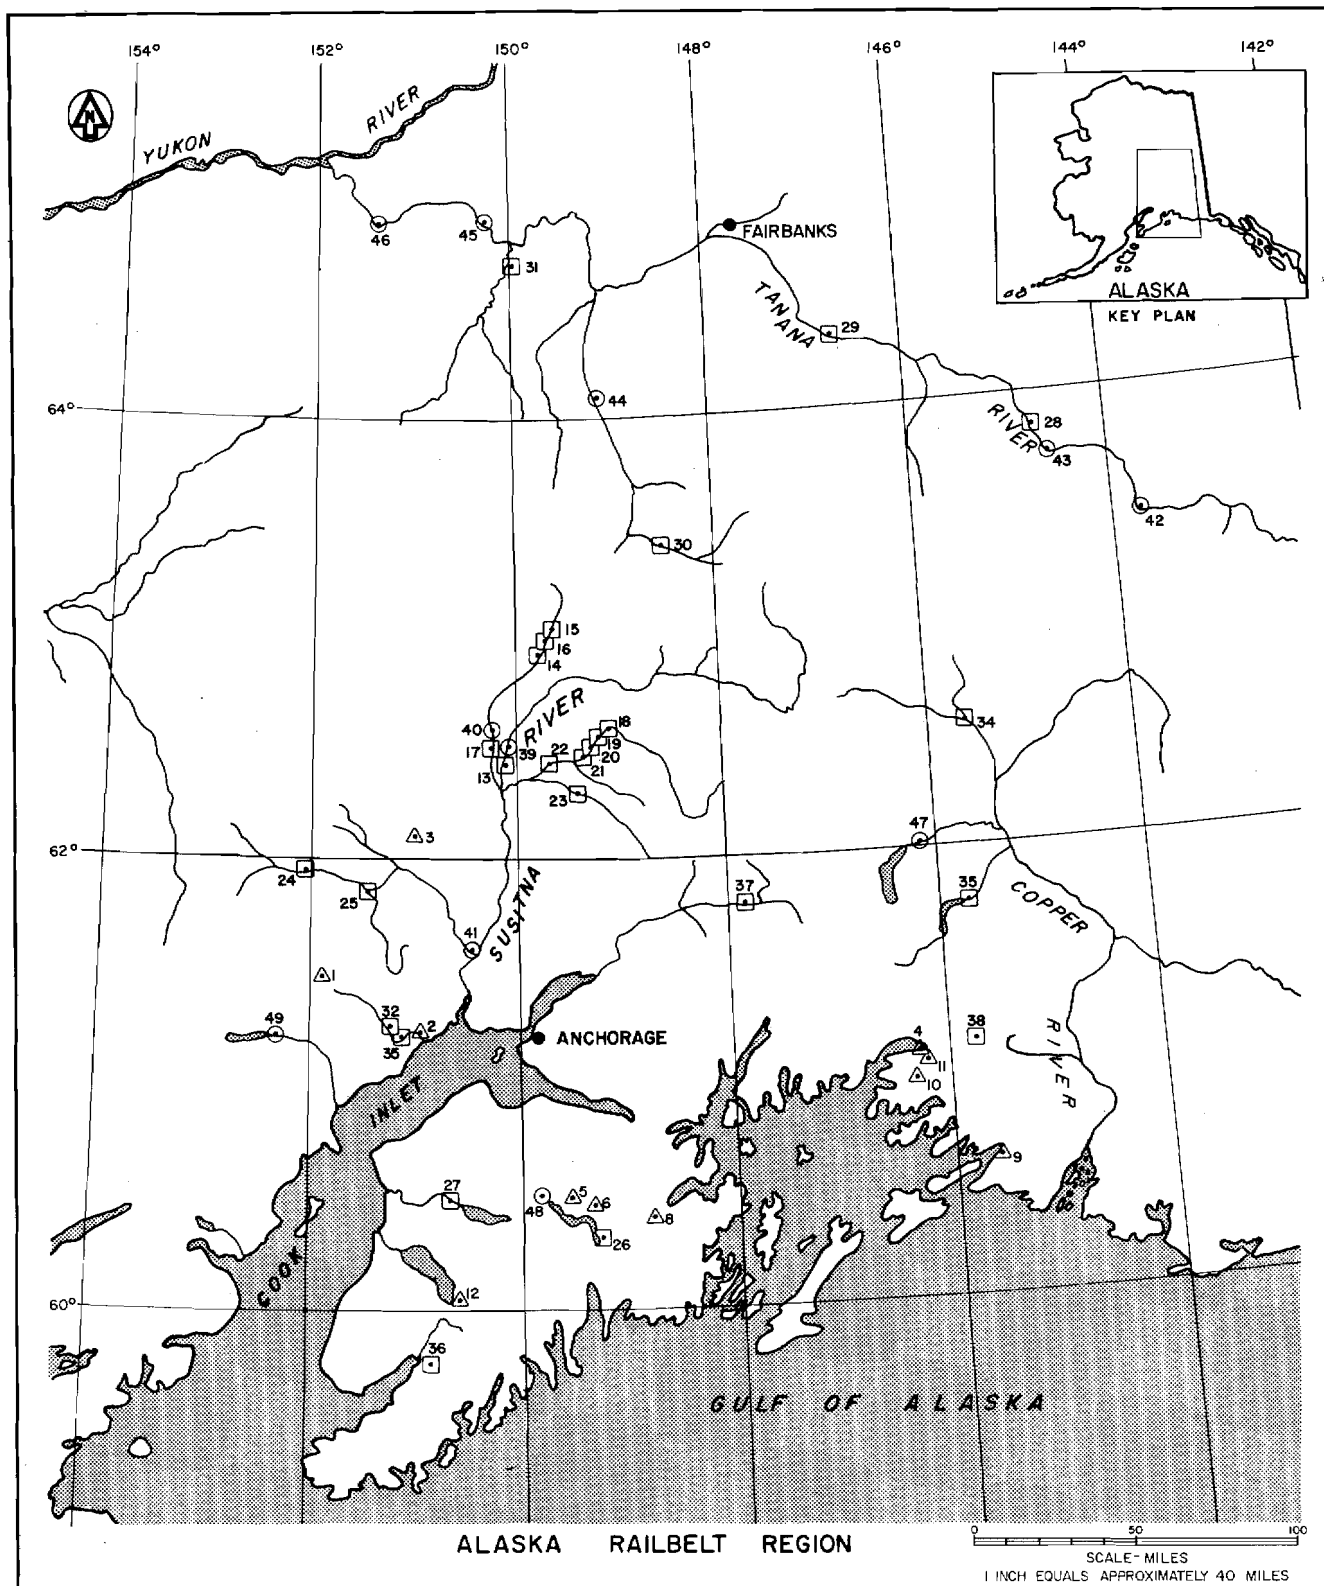 154° 152° 150° 148° 146° 144° 142°
N
YUKON RIVER
46
45
31
FAIRBANKS
TANANA RIVER
29
ALASKA
KEY PLAN
64°
44
28
43
42
30
15
16
14
RIVER
40
17
39
13
22
18
19
20
21
23
34
3
62°
24
25
47
35
37
COPPER
41
SUSITNA
1
49
32
2
35
ANCHORAGE
4
11
10
38
RIVER
INLET
9
27
48
5
6
8
26
COOK
60°
12
36
GULF OF ALASKA
ALASKA RAILBELT REGION
0 50 100
SCALE-MILES
1 INCH EQUALS APPROXIMATELY 40 MILES